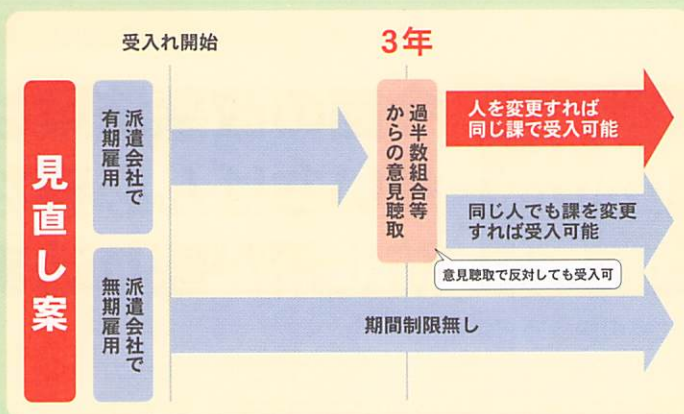 受入れ開始
3年
見直し案
派遣会社で
有期雇用
過半数組合等
からの意見聴取
人を変更すれば
同じ課で受入可能
同じ人でも課を変更
すれば受入可能
意見聴取で反対しても受入可
派遣会社で
無期雇用
期間制限無し